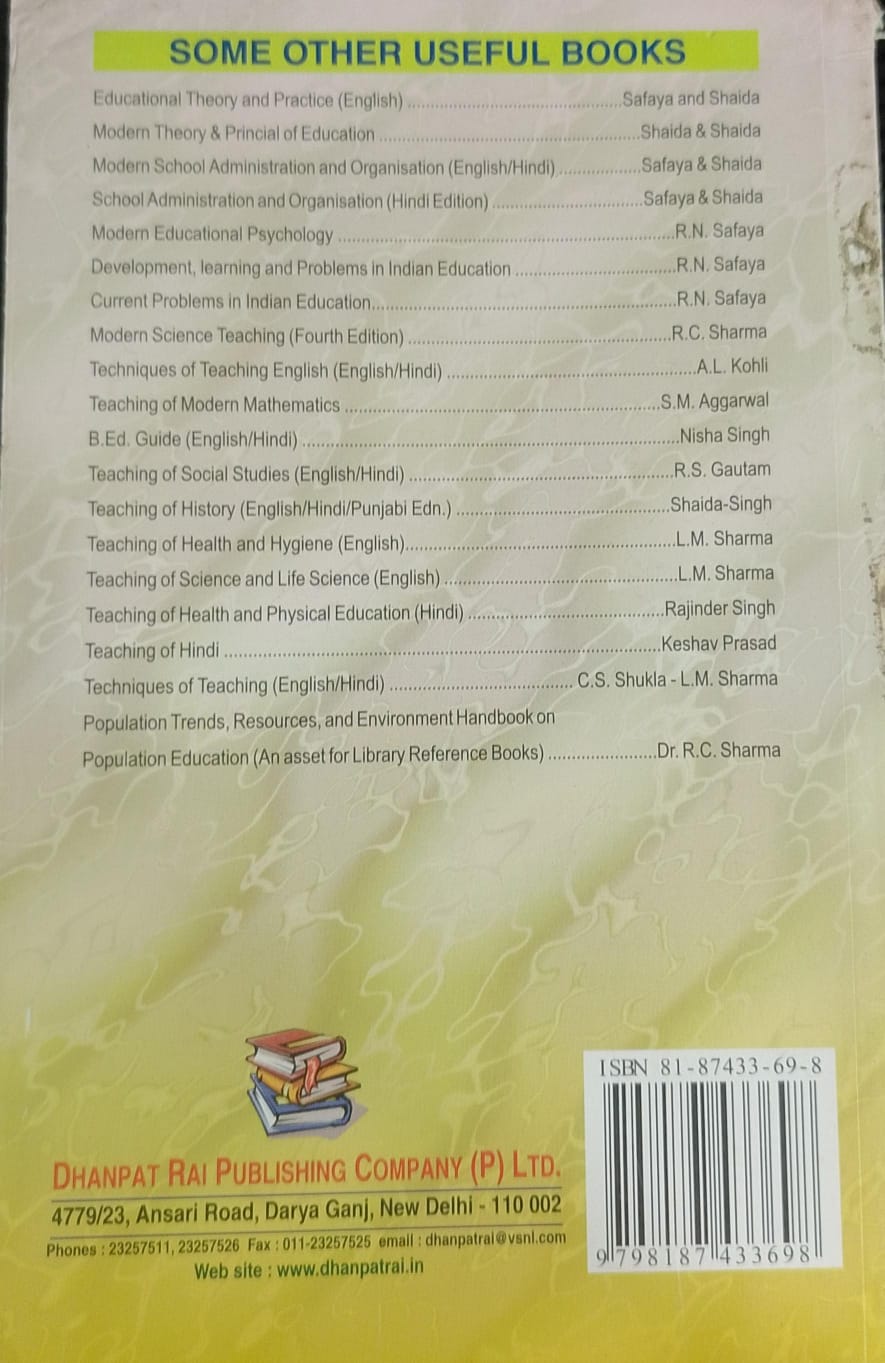 SOME OTHER USEFUL BOOKS
Educational Theory and Practice (English) ..................................................Safaya and Shaida
Modern Theory & Princial of Education ..................................................Shaida & Shaida
Modern School Administration and Organisation (English/Hindi)..................Safaya & Shaida
School Administration and Organisation (Hindi Edition) .................................Safaya & Shaida
Modern Educational Psychology ..................................................R.N. Safaya
Development, learning and Problems in Indian Education ...................................R.N. Safaya
Current Problems in Indian Education..................................................R.N. Safaya
Modern Science Teaching (Fourth Edition) ..................................................R.C. Sharma
Techniques of Teaching English (English/Hindi) ..................................................A.L. Kohli
Teaching of Modern Mathematics ..................................................S.M. Aggarwal
B.Ed. Guide (English/Hindi) ..................................................Nisha Singh
Teaching of Social Studies (English/Hindi) ..................................................R.S. Gautam
Teaching of History (English/Hindi/Punjabi Edn.) ..............................................Shaida-Singh
Teaching of Health and Hygiene (English)..................................................L.M. Sharma
Teaching of Science and Life Science (English) ..................................................L.M. Sharma
Teaching of Health and Physical Education (Hindi) ..........................................Rajinder Singh
Teaching of Hindi ..................................................Keshav Prasad
Techniques of Teaching (English/Hindi) ....................................... C.S. Shukla - L.M. Sharma
Population Trends, Resources, and Environment Handbook on
Population Education (An asset for Library Reference Books) .......................Dr. R.C. Sharma
ISBN 81-87433-69-8
9 798187 433698
DHANPAT RAI PUBLISHING COMPANY (P) LTD.
4779/23, Ansari Road, Darya Ganj, New Delhi - 110 002
Phones : 23257511, 23257526 Fax : 011-23257525 email : dhanpatrai@vsnl.com
Web site : www.dhanpatrai.in